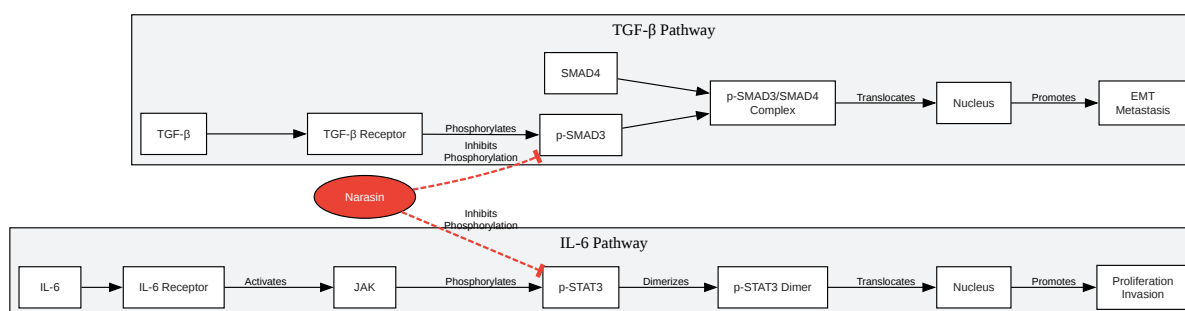 TGF-β Pathway
SMAD4
p-SMAD3/SMAD4
Complex
Translocates
Nucleus
Promotes
EMT
Metastasis
TGF-β
TGF-β Receptor
Phosphorylates
p-SMAD3
Inhibits
Phosphorylation
Narasin
Inhibits
Phosphorylation
IL-6 Pathway
IL-6
IL-6 Receptor
Activates
JAK
Phosphorylates
p-STAT3
Dimerizes
p-STAT3 Dimer
Translocates
Nucleus
Promotes
Proliferation
Invasion